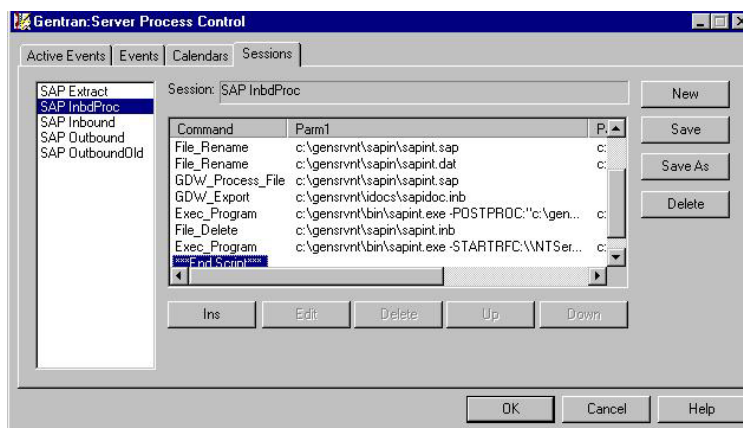 Gentran:Server Process Control
Active Events Events Calendars Sessions
SAP Extract
SAP InbdProc
SAP Inbound
SAP Outbound
SAP OutboundOld
Session: SAP InbdProc
Command Parm1 P.
File_Rename c:\gensrvnt\sapin\sapint.sap c:
File_Rename c:\gensrvnt\sapin\sapint.dat c:
GDW_Process_File c:\gensrvnt\sapin\sapint.sap
GDW_Export c:\gensrvnt\idocs\sapidoc.inb
Exec_Program c:\gensrvnt\bin\sapint.exe -POSTPROC:"c:\gen... c:
File_Delete c:\gensrvnt\sapin\sapint.inb
Exec_Program c:\gensrvnt\bin\sapint.exe -STARTRFC:\\NTSer... c:
***End Script***
New
Save
Save As
Delete
Ins Edit Delete Up Down
OK Cancel Help